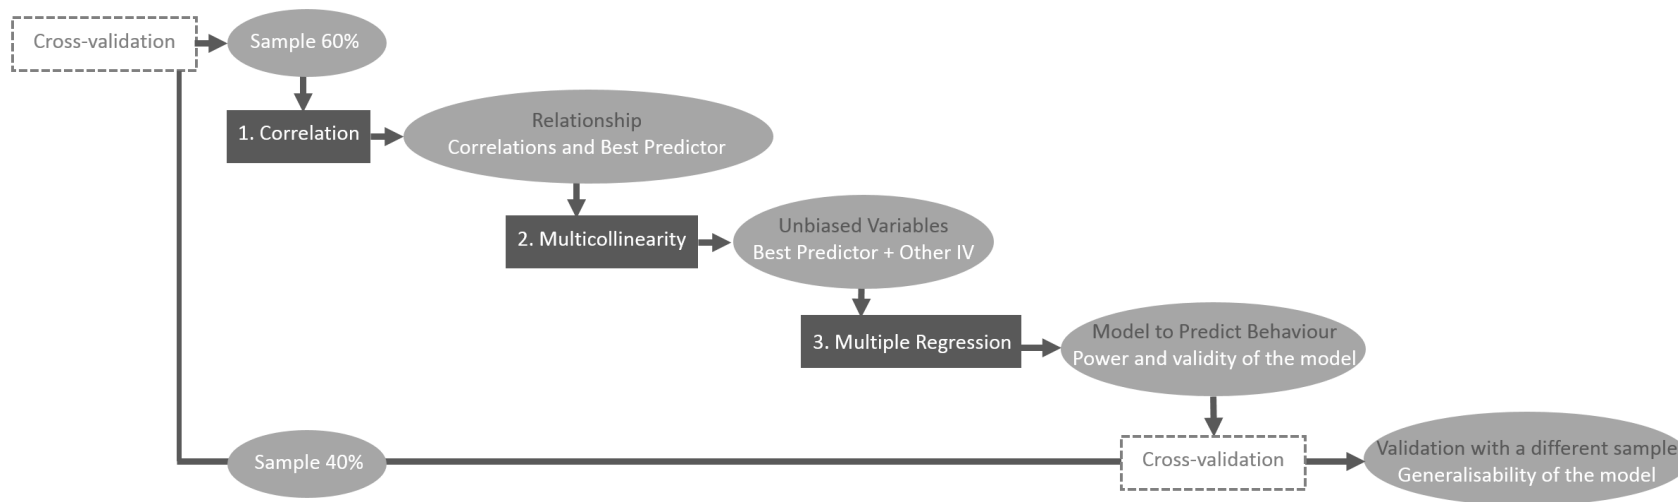 Cross-validation
Sample 60%
1. Correlation
Relationship
Correlations and Best Predictor
2. Multicollinearity
Unbiased Variables
Best Predictor + Other IV
3. Multiple Regression
Model to Predict Behaviour
Power and validity of the model
Sample 40%
Cross-validation
Validation with a different sample
Generalisability of the model